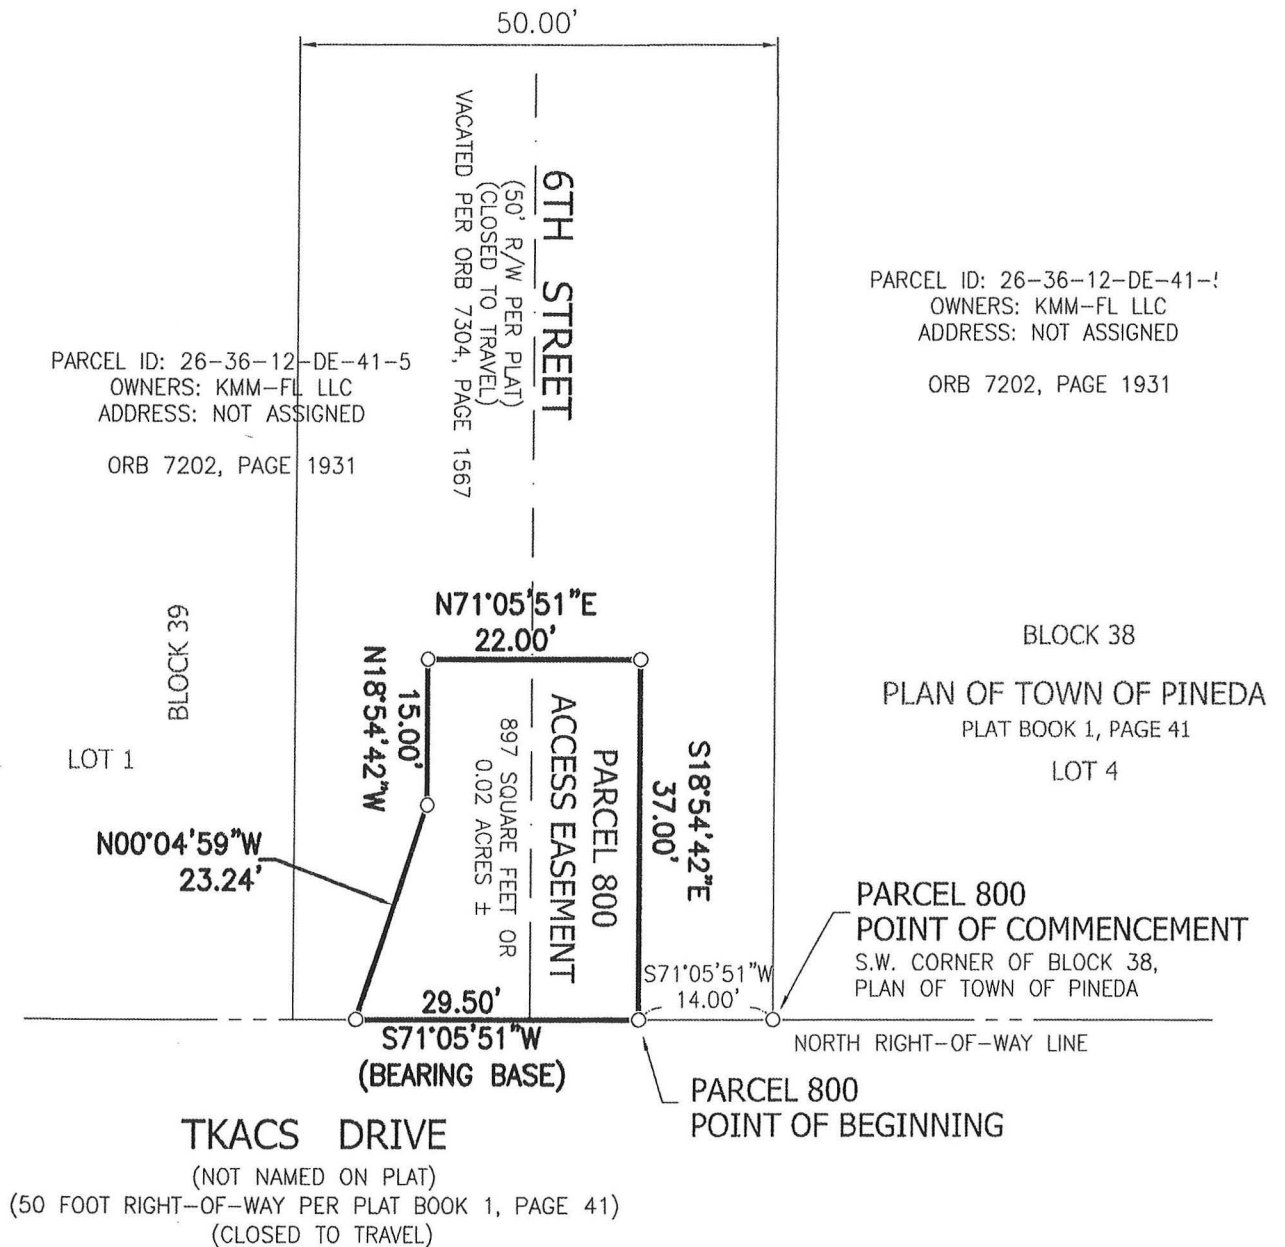 50.00'
6TH STREET
(50' R/W PER PLAT)
(CLOSED TO TRAVEL)
VACATED PER ORB 7304, PAGE 1567
PARCEL ID: 26-36-12-DE-41-5
OWNERS: KMM-FL LLC
ADDRESS: NOT ASSIGNED
ORB 7202, PAGE 1931
PARCEL ID: 26-36-12-DE-41-
OWNERS: KMM-FL LLC
ADDRESS: NOT ASSIGNED
ORB 7202, PAGE 1931
BLOCK 39
LOT 1
N71°05'51"E
22.00'
N18°54'42"W
15.00'
N00°04'59"W
23.24'
PARCEL 800
ACCESS EASEMENT
897 SQUARE FEET OR
0.02 ACRES ±
S18°54'42"E
37.00'
BLOCK 38
PLAN OF TOWN OF PINEDA
PLAT BOOK 1, PAGE 41
LOT 4
PARCEL 800
POINT OF COMMENCEMENT
S.W. CORNER OF BLOCK 38,
PLAN OF TOWN OF PINEDA
S71°05'51"W
14.00'
29.50'
S71°05'51"W
(BEARING BASE)
NORTH RIGHT-OF-WAY LINE
PARCEL 800
POINT OF BEGINNING
TKACS DRIVE
(NOT NAMED ON PLAT)
(50 FOOT RIGHT-OF-WAY PER PLAT BOOK 1, PAGE 41)
(CLOSED TO TRAVEL)